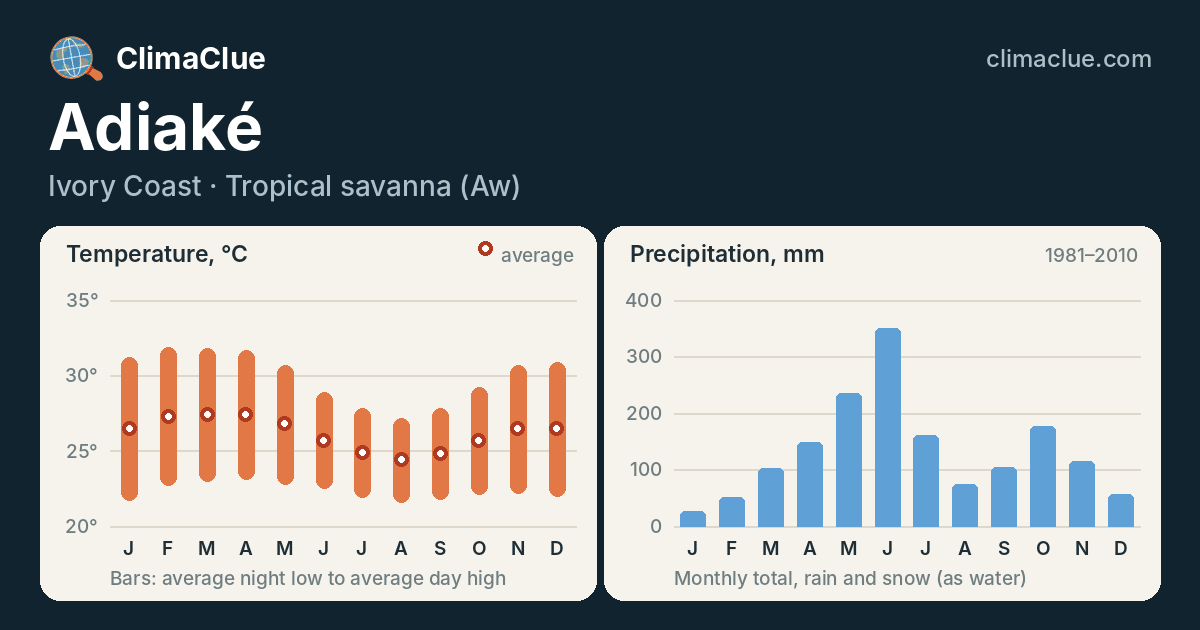 ClimaClue
climaclue.com
Adiaké
Ivory Coast · Tropical savanna (Aw)
Temperature, °C
average
35°
30°
25°
20°
J F M A M J J A S O N D
Bars: average night low to average day high
Precipitation, mm
1981–2010
400
300
200
100
0
J F M A M J J A S O N D
Monthly total, rain and snow (as water)